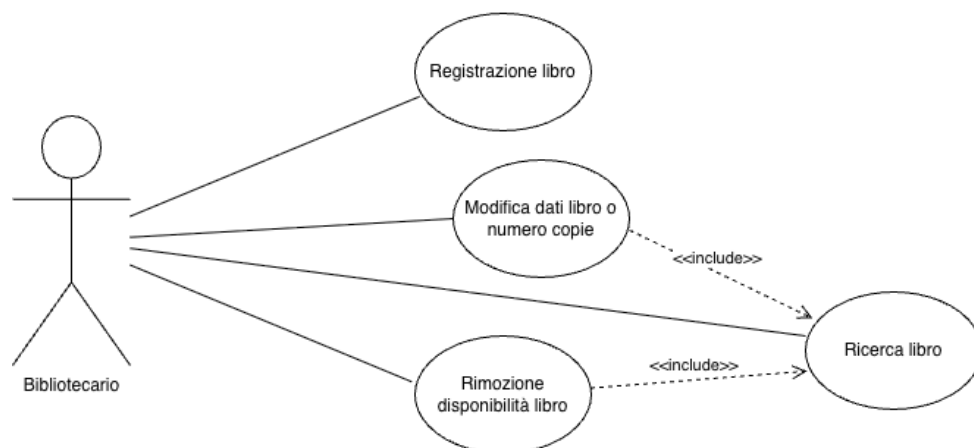 Registrazione libro
Modifica dati libro o
numero copie
<<include>>
Ricerca libro
<<include>>
Rimozione
disponibilità libro
Bibliotecario